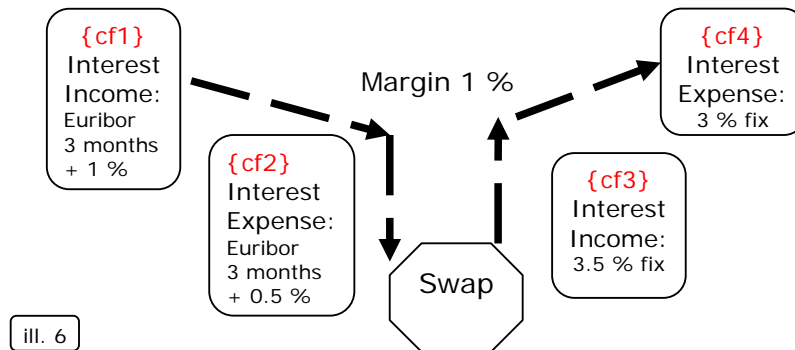 {cf1}
Interest
Income:
Euribor
3 months
+ 1 %
{cf2}
Interest
Expense:
Euribor
3 months
+ 0.5 %
Margin 1 %
Swap
{cf3}
Interest
Income:
3.5 % fix
{cf4}
Interest
Expense:
3 % fix
ill. 6